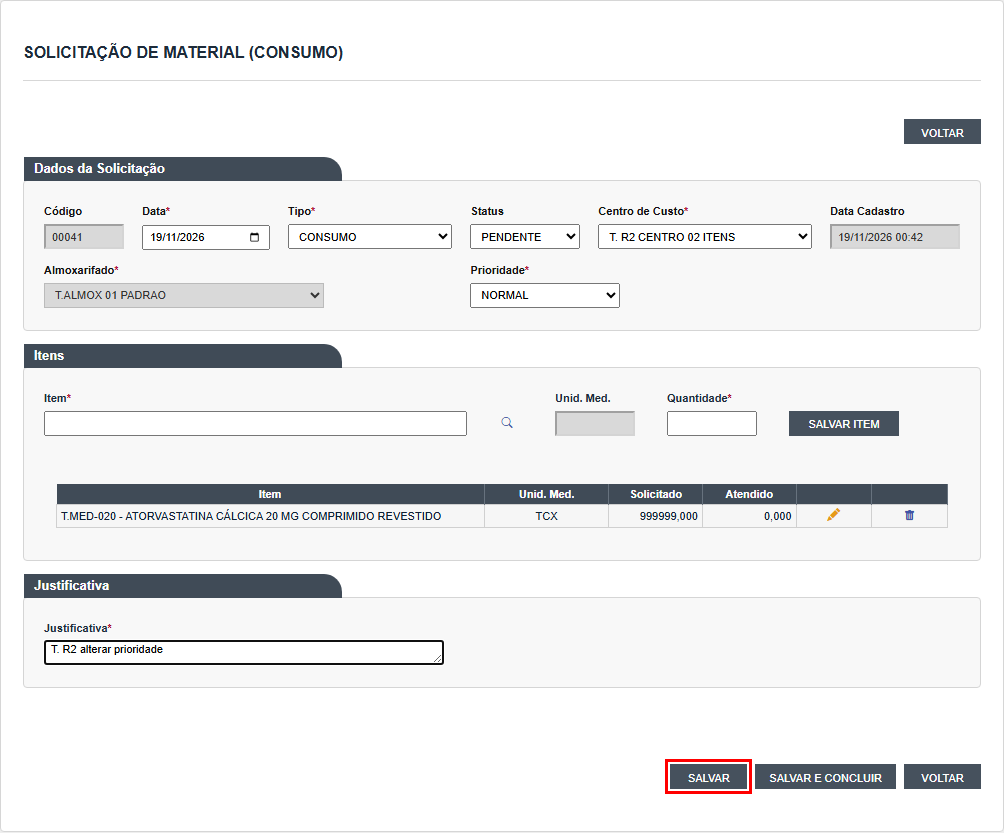 SOLICITAÇÃO DE MATERIAL (CONSUMO)
VOLTAR
Dados da Solicitação
Código Data* Tipo* Status Centro de Custo* Data Cadastro
00041 19/11/2026 CONSUMO PENDENTE T. R2 CENTRO 02 ITENS 19/11/2026 00:42
Almoxarifado* Prioridade*
T.ALMOX 01 PADRAO NORMAL
Itens
Item* Unid. Med. Quantidade*
SALVAR ITEM
Item Unid. Med. Solicitado Atendido
T.MED-020 - ATORVASTATINA CÁLCICA 20 MG COMPRIMIDO REVESTIDO TCX 999999,000 0,000
Justificativa
Justificativa*
T. R2 alterar prioridade
SALVAR SALVAR E CONCLUIR VOLTAR